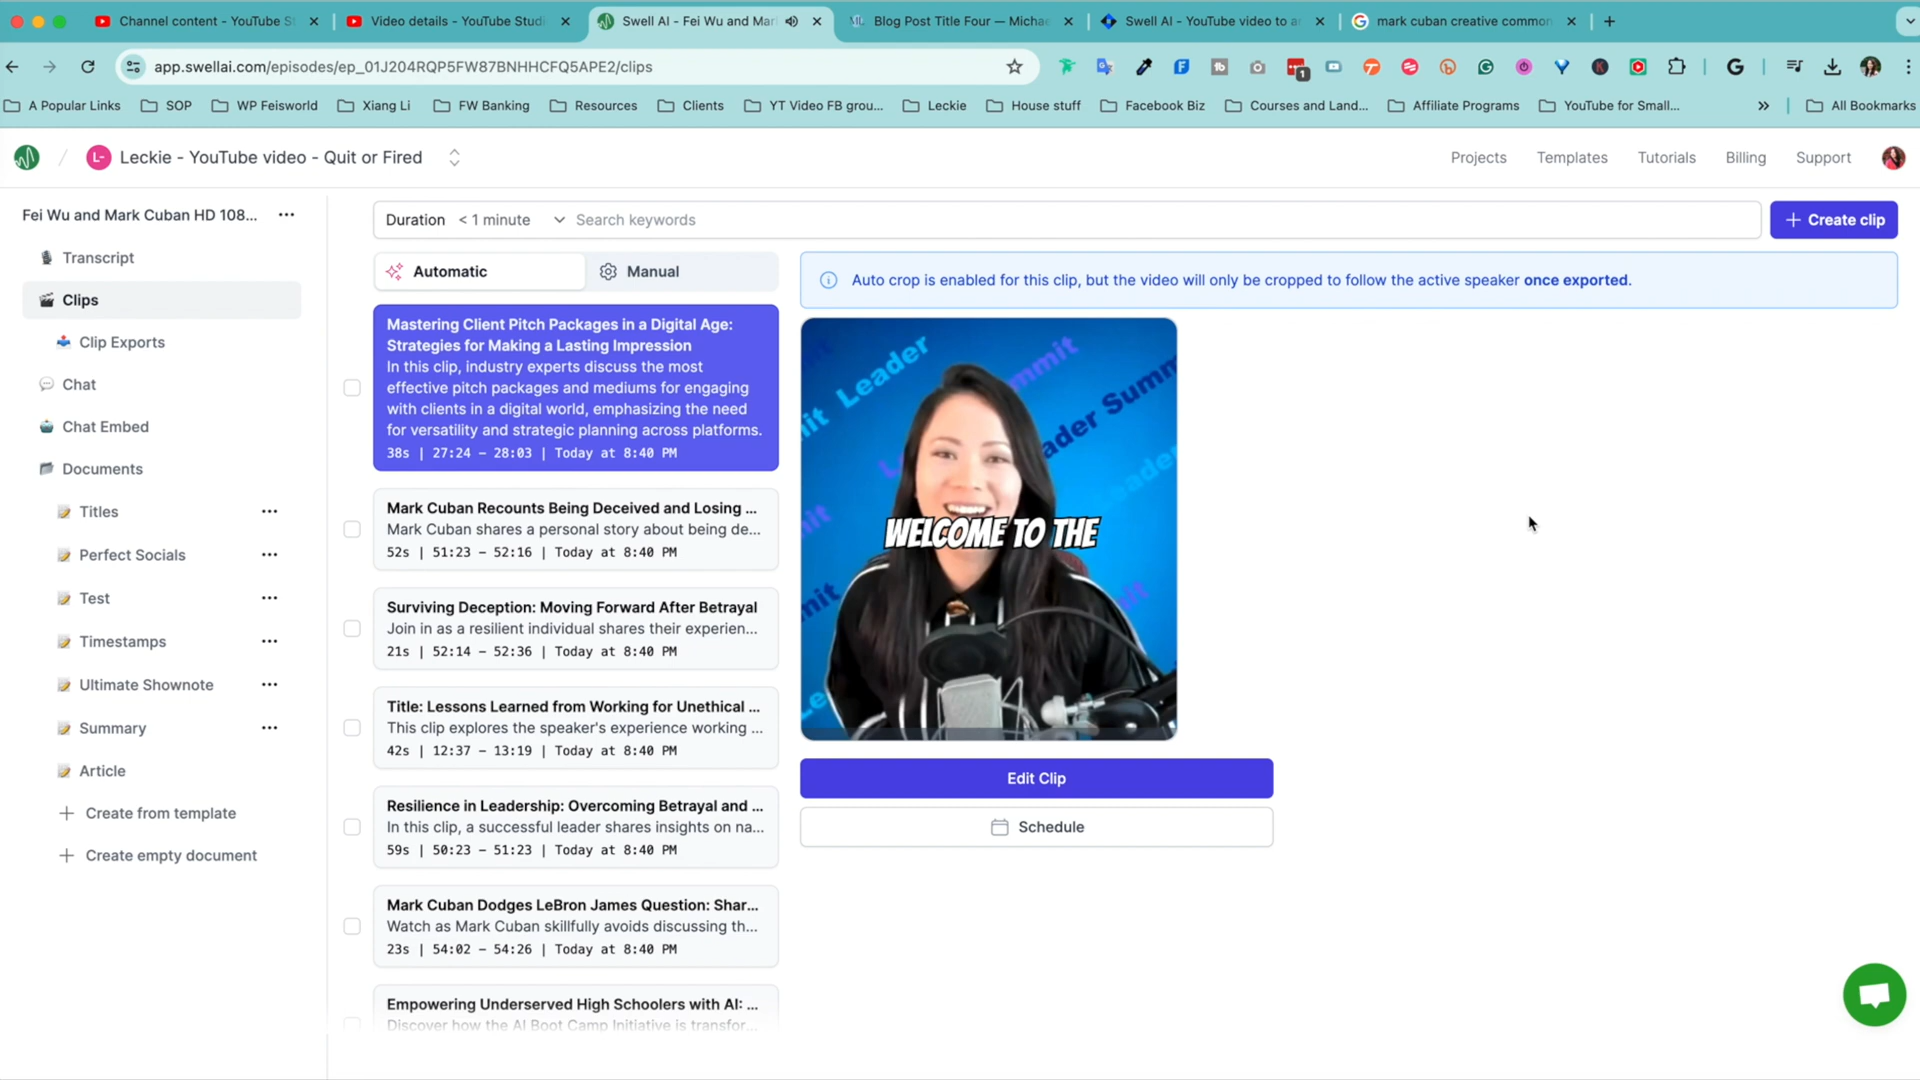 Channel content - YouTube S
Video details - YouTube Studi
Swell AI - Fei Wu and Mar
Blog Post Title Four — Michae
Swell AI - YouTube video to a
mark cuban creative common
app.swellai.com/episodes/ep_01J204RQP5FW87BNHHCFQ5APE2/clips
A Popular Links
SOP
WP Feisworld
Xiang Li
FW Banking
Resources
Clients
YT Video FB grou...
Leckie
House stuff
Facebook Biz
Courses and Land...
Affiliate Programs
YouTube for Small...
All Bookmarks
L-
Leckie - YouTube video - Quit or Fired
Projects
Templates
Tutorials
Billing
Support
Fei Wu and Mark Cuban HD 108...
Transcript
Clips
Clip Exports
Chat
Chat Embed
Documents
Titles
Perfect Socials
Test
Timestamps
Ultimate Shownote
Summary
Article
Create from template
Create empty document
Duration < 1 minute
Search keywords
Create clip
Automatic
Manual
Mastering Client Pitch Packages in a Digital Age:
Strategies for Making a Lasting Impression
In this clip, industry experts discuss the most
effective pitch packages and mediums for engaging
with clients in a digital world, emphasizing the need
for versatility and strategic planning across platforms.
38s | 27:24 – 28:03 | Today at 8:40 PM
Mark Cuban Recounts Being Deceived and Losing ...
Mark Cuban shares a personal story about being de...
52s | 51:23 – 52:16 | Today at 8:40 PM
Surviving Deception: Moving Forward After Betrayal
Join in as a resilient individual shares their experien...
21s | 52:14 – 52:36 | Today at 8:40 PM
Title: Lessons Learned from Working for Unethical ...
This clip explores the speaker's experience working ...
42s | 12:37 – 13:19 | Today at 8:40 PM
Resilience in Leadership: Overcoming Betrayal and ...
In this clip, a successful leader shares insights on na...
59s | 50:23 – 51:23 | Today at 8:40 PM
Mark Cuban Dodges LeBron James Question: Shar...
Watch as Mark Cuban skillfully avoids discussing th...
23s | 54:02 – 54:26 | Today at 8:40 PM
Empowering Underserved High Schoolers with AI: ...
Discover how the AI Boot Camp Initiative is transfor...
Auto crop is enabled for this clip, but the video will only be cropped to follow the active speaker once exported.
Leader
mmit
ader Summ
WELCOME TO THE
Edit Clip
Schedule